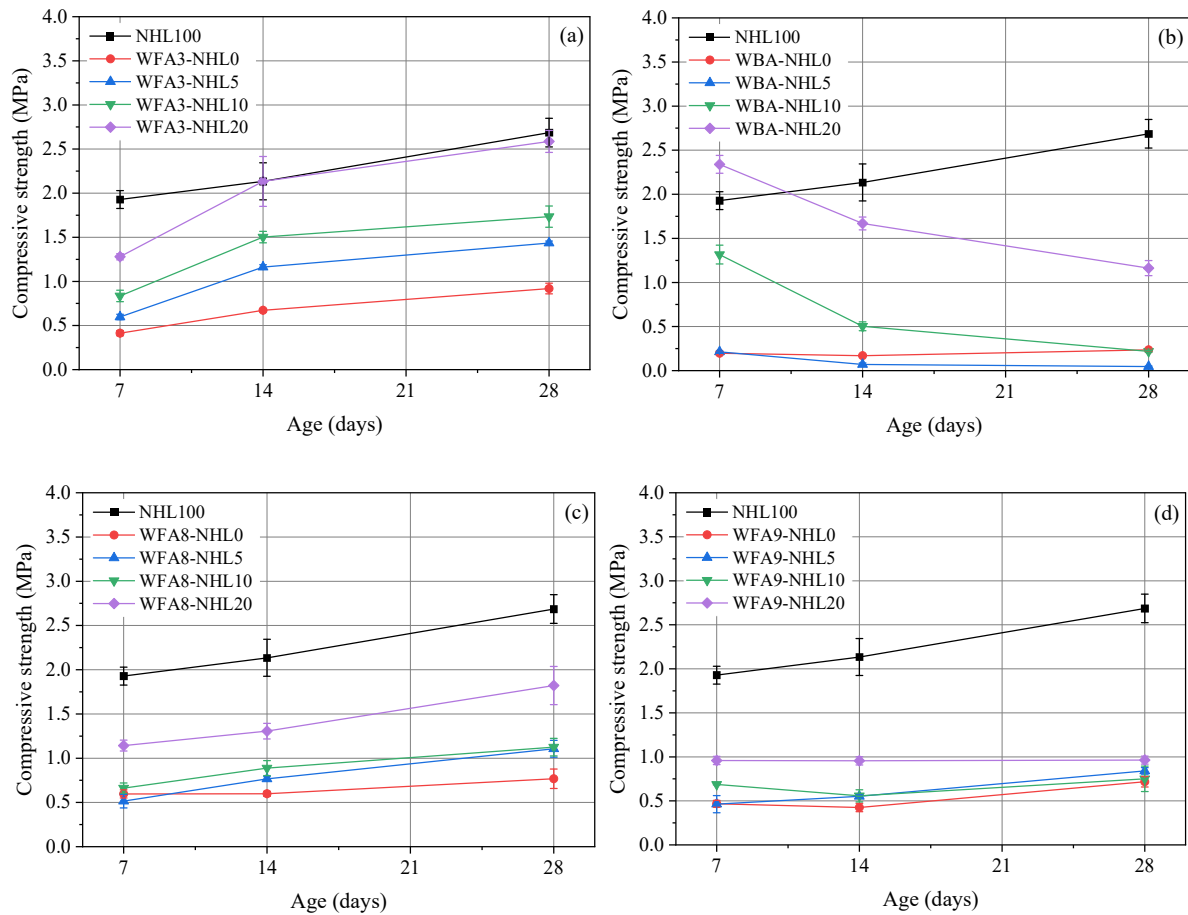 (a)
NHL100
WFA3-NHL0
WFA3-NHL5
WFA3-NHL10
WFA3-NHL20
Compressive strength (MPa)
4.0
3.5
3.0
2.5
2.0
1.5
1.0
0.5
0.0
7 14 21 28
Age (days)
(b)
NHL100
WBA-NHL0
WBA-NHL5
WBA-NHL10
WBA-NHL20
Compressive strength (MPa)
4.0
3.5
3.0
2.5
2.0
1.5
1.0
0.5
0.0
7 14 21 28
Age (days)
(c)
NHL100
WFA8-NHL0
WFA8-NHL5
WFA8-NHL10
WFA8-NHL20
Compressive strength (MPa)
4.0
3.5
3.0
2.5
2.0
1.5
1.0
0.5
0.0
7 14 21 28
Age (days)
(d)
NHL100
WFA9-NHL0
WFA9-NHL5
WFA9-NHL10
WFA9-NHL20
Compressive strength (MPa)
4.0
3.5
3.0
2.5
2.0
1.5
1.0
0.5
0.0
7 14 21 28
Age (days)